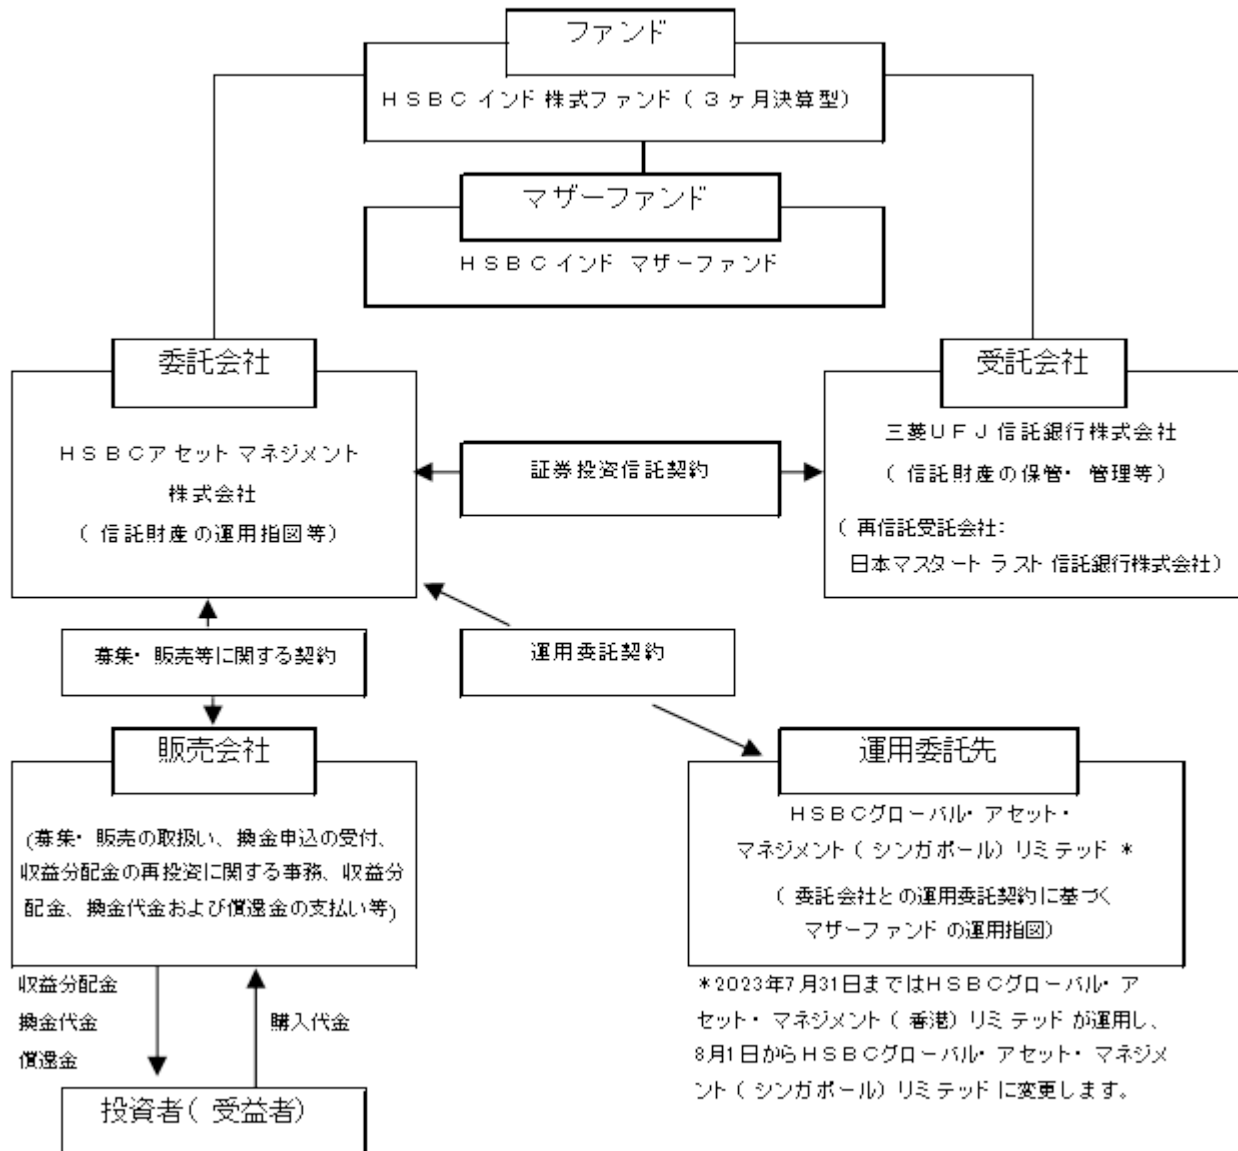 ファンド
HSBC インド 株式ファンド(3ヶ月決算型)
マザーファンド
HSBC インド マザーファンド
委託会社
HSBCアセット マネジメント
株式会社
(信託財産の運用指図等)
証券投資信託契約
受託会社
三菱UFJ信託銀行株式会社
(信託財産の保管・管理等)
(再信託受託会社:
日本マスタートラスト信託銀行株式会社)
募集・販売等に関する契約
運用委託契約
販売会社
(募集・販売の取扱い、換金申込の受付、
収益分配金の再投資に関する事務、収益分
配金、換金代金および償還金の支払い等)
運用委託先
HSBCグローバル・アセット・
マネジメント(シンガポール)リミテッド *
(委託会社との運用委託契約に基づく
マザーファンドの運用指図)
収益分配金
換金代金
償還金
購入代金
*2023年7月31日まではHSBCグローバル・ア
セット・マネジメント(香港)リミテッドが運用し、
8月1日からHSBCグローバル・アセット・マネジメ
ント(シンガポール)リミテッドに変更します。
投資者(受益者)